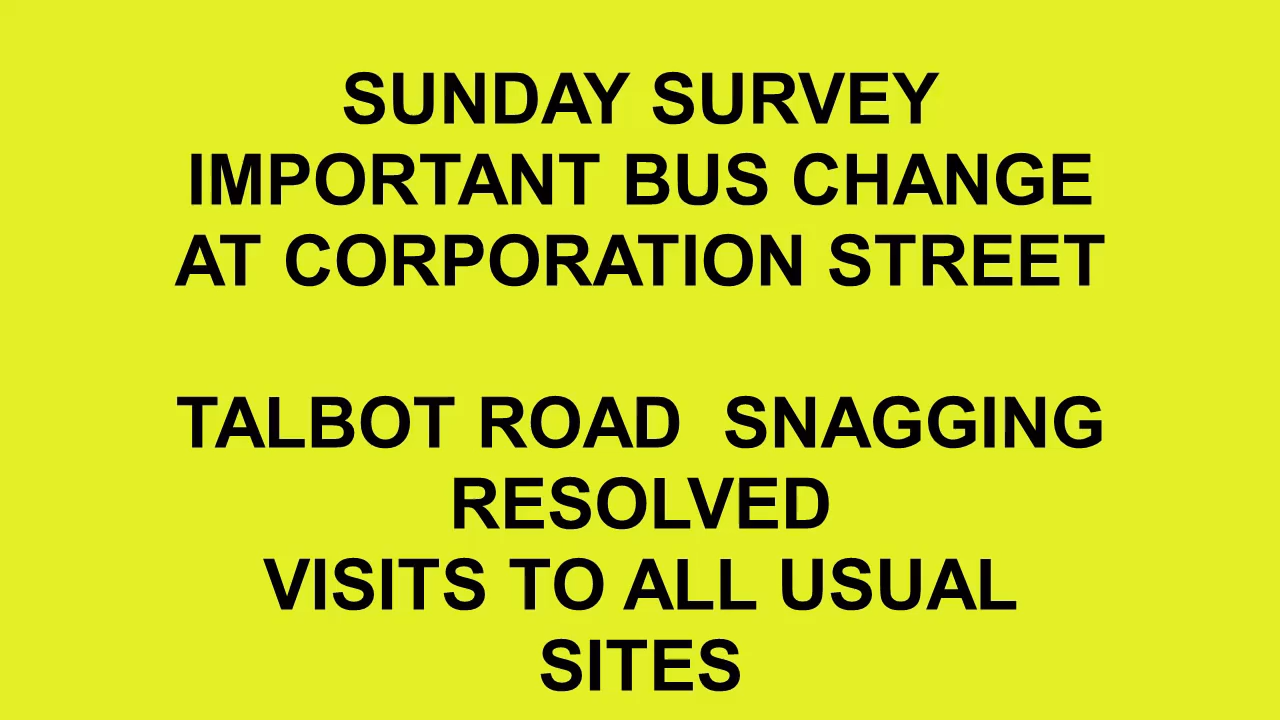 SUNDAY SURVEY
IMPORTANT BUS CHANGE
AT CORPORATION STREET
TALBOT ROAD  SNAGGING
RESOLVED
VISITS TO ALL USUAL
SITES